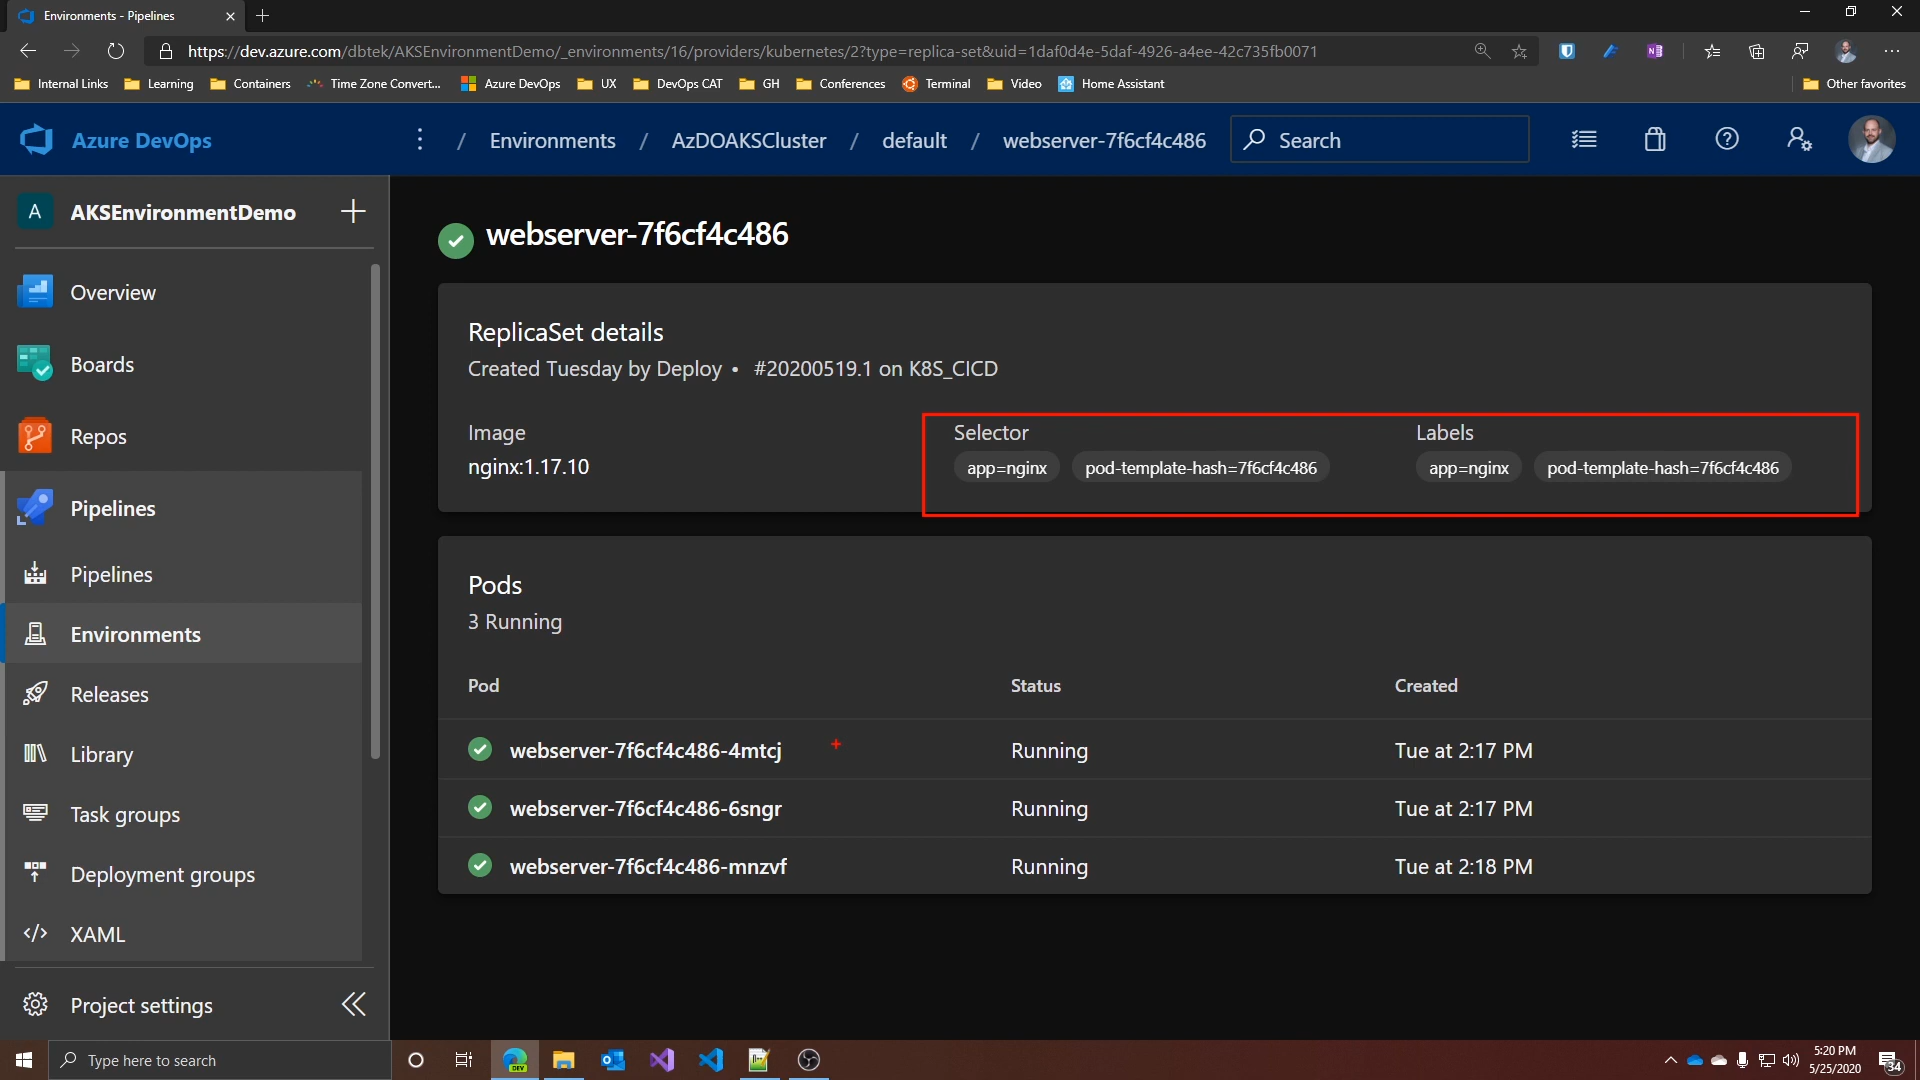 Environments - Pipelines
https://dev.azure.com/dbtek/AKSEnvironmentDemo/_environments/16/providers/kubernetes/2?type=replica-set&uid=1daf0d4e-5daf-4926-a4ee-42c735fb0071
Internal Links Learning Containers Time Zone Convert... Azure DevOps UX DevOps CAT GH Conferences Terminal Video Home Assistant Other favorites
Azure DevOps / Environments / AzDOAKSCluster / default / webserver-7f6cf4c486 Search
A AKSEnvironmentDemo
Overview
Boards
Repos
Pipelines
Pipelines
Environments
Releases
Library
Task groups
Deployment groups
XAML
Project settings
webserver-7f6cf4c486
ReplicaSet details
Created Tuesday by Deploy • #20200519.1 on K8S_CICD
Image Selector Labels
nginx:1.17.10 app=nginx pod-template-hash=7f6cf4c486 app=nginx pod-template-hash=7f6cf4c486
Pods
3 Running
Pod Status Created
webserver-7f6cf4c486-4mtcj Running Tue at 2:17 PM
webserver-7f6cf4c486-6sngr Running Tue at 2:17 PM
webserver-7f6cf4c486-mnzvf Running Tue at 2:18 PM
Type here to search
DEV
5:20 PM
5/25/2020
34